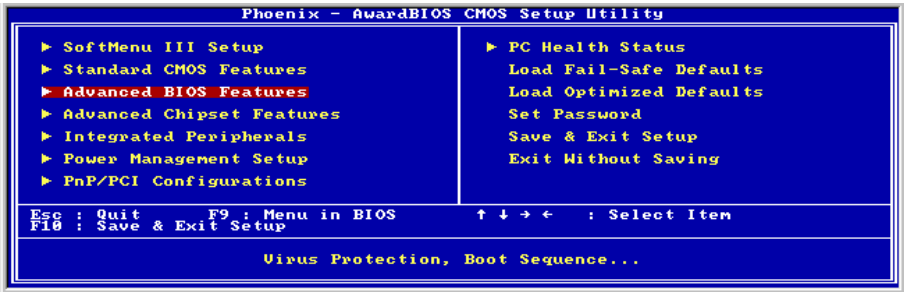 Phoenix - AwardBIOS CMOS Setup Utility
► SoftMenu III Setup
► Standard CMOS Features
► Advanced BIOS Features
► Advanced Chipset Features
► Integrated Peripherals
► Power Management Setup
► PnP/PCI Configurations
► PC Health Status
Load Fail-Safe Defaults
Load Optimized Defaults
Set Password
Save & Exit Setup
Exit Without Saving
Esc : Quit F9 : Menu in BIOS ↑ ↓ → ← : Select Item
F10 : Save & Exit Setup
Virus Protection, Boot Sequence...